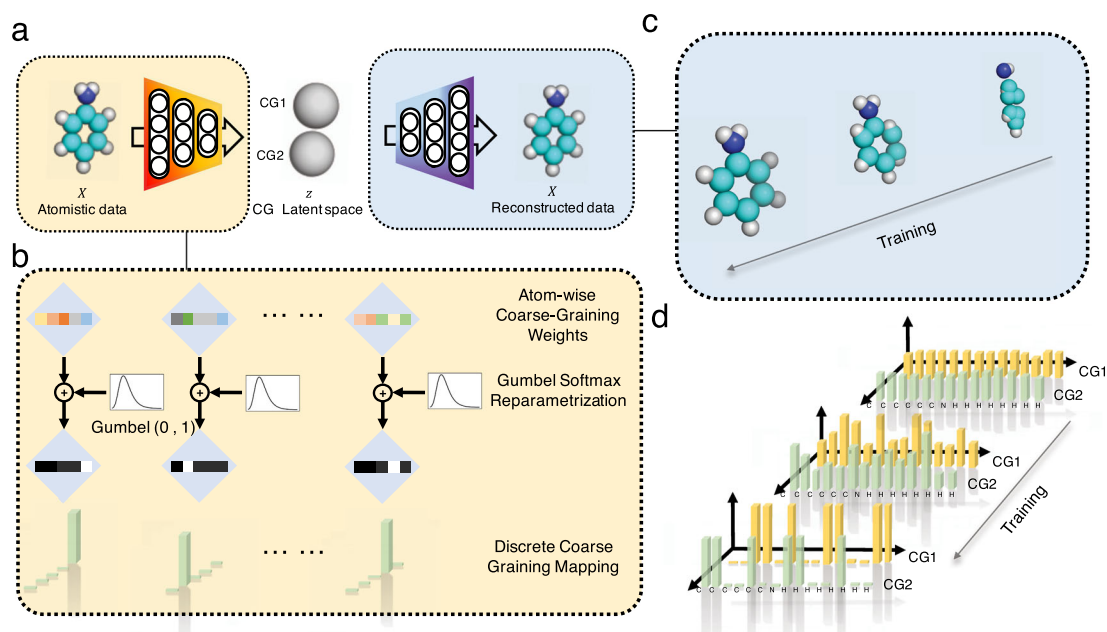 a
CG1
CG2
X
Atomistic data
z
CG Latent space
X
Reconstructed data
c
Training
b
Atom-wise
Coarse-Graining
Weights
... ...
+
+
+
Gumbel Softmax
Reparametrization
Gumbel (0 , 1)
... ...
Discrete Coarse
Graining Mapping
d
CG1
CG2
C C C C C C N H H H H H H H H H
CG1
CG2
C C C C C C N H H H H H H H H H
CG1
CG2
C C C C C C N H H H H H H H H
Training